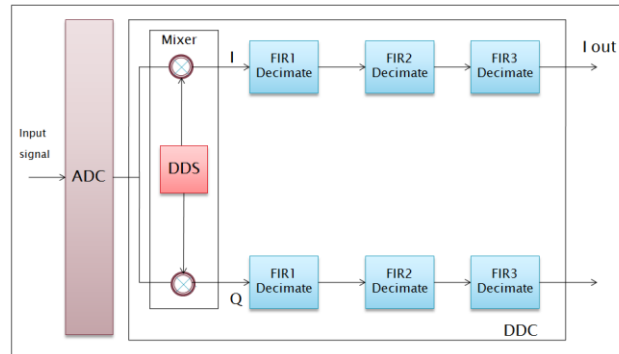 Mixer
I
FIR1
Decimate
FIR2
Decimate
FIR3
Decimate
I out
Input
signal
ADC
DDS
Q
FIR1
Decimate
FIR2
Decimate
FIR3
Decimate
DDC